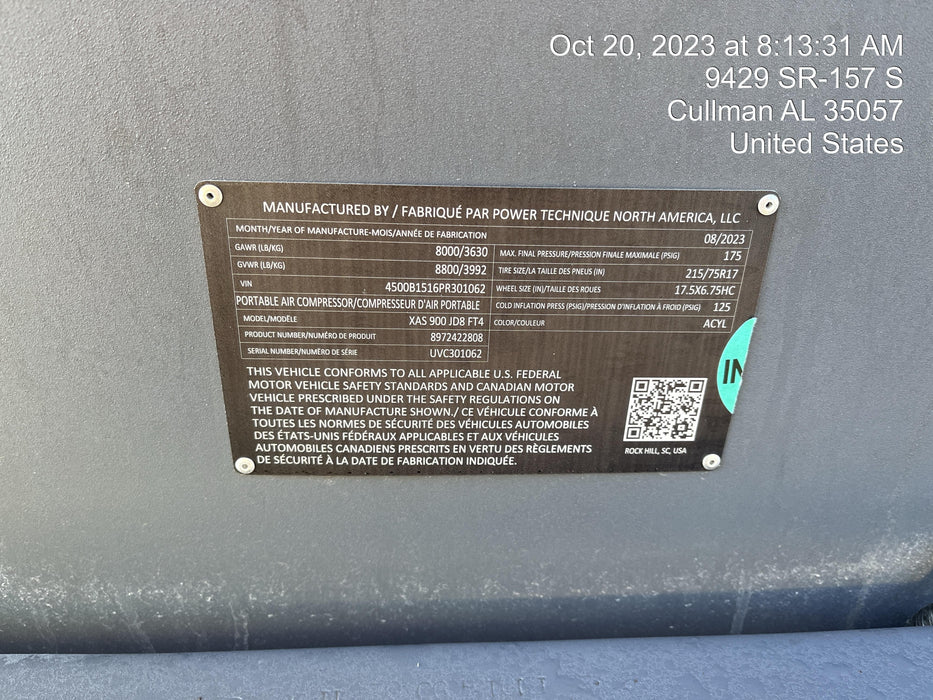 Oct 20, 2023 at 8:13:31 AM
9429 SR-157 S
Cullman AL 35057
United States
MANUFACTURED BY / FABRIQUÉ PAR POWER TECHNIQUE NORTH AMERICA, LLC
MONTH/YEAR OF MANUFACTURE-MOIS/ANNÉE DE FABRICATION 08/2023
GAWR (LB/KG) 8000/3630 MAX. FINAL PRESSURE/PRESSION FINALE MAXIMALE (PSIG) 175
GVWR (LB/KG) 8800/3992 TIRE SIZE/LA TAILLE DES PNEUS (IN) 215/75R17
VIN 4500B1516PR301062 WHEEL SIZE (IN)/TAILLE DES ROUES 17.5X6.75HC
PORTABLE AIR COMPRESSOR/COMPRESSEUR D'AIR PORTABLE COLD INFLATION PRESS (PSIG)/PRESSION D'INFLATION À FROID (PSIG) 125
MODEL/MODÈLE XAS 900 JD8 FT4 COLOR/COULEUR ACYL
PRODUCT NUMBER/NUMÉRO DE PRODUIT 8972422808
SERIAL NUMBER/NUMÉRO DE SÉRIE UVC301062
THIS VEHICLE CONFORMS TO ALL APPLICABLE U.S. FEDERAL
MOTOR VEHICLE SAFETY STANDARDS AND CANADIAN MOTOR
VEHICLE PRESCRIBED UNDER THE SAFETY REGULATIONS ON
THE DATE OF MANUFACTURE SHOWN./ CE VÉHICULE CONFORME À
TOUTES LES NORMES DE SÉCURITÉ DES VÉHICULES AUTOMOBILES
DES ÉTATS-UNIS FÉDÉRAUX APPLICABLES ET AUX VÉHICULES
AUTOMOBILES CANADIENS PRESCRITS EN VERTU DES RÈGLEMENTS
DE SÉCURITÉ À LA DATE DE FABRICATION INDIQUÉE.
IN
ROCK HILL, SC, USA